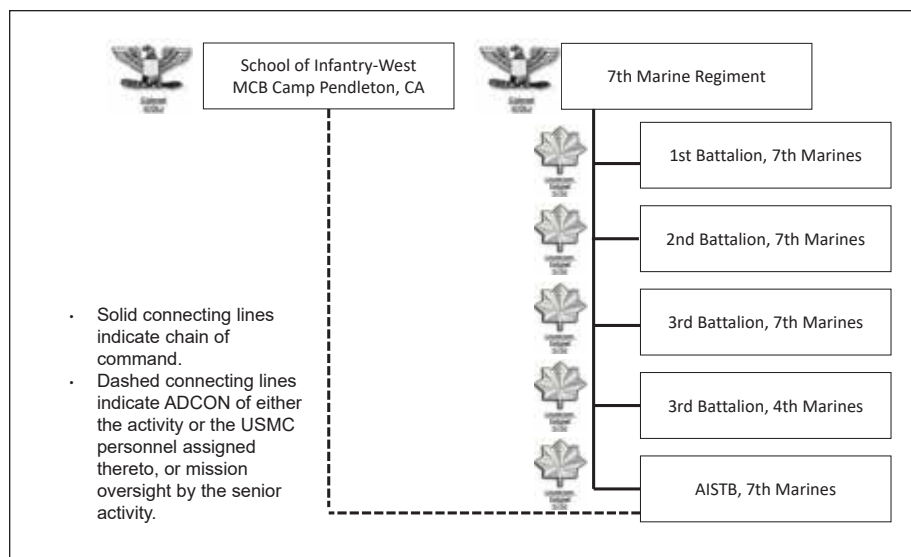 School of Infantry-West
MCB Camp Pendleton, CA
7th Marine Regiment
1st Battalion, 7th Marines
2nd Battalion, 7th Marines
3rd Battalion, 7th Marines
3rd Battalion, 4th Marines
AISTB, 7th Marines
• Solid connecting lines
indicate chain of
command.
• Dashed connecting lines
indicate ADCON of either
the activity or the USMC
personnel assigned
thereto, or mission
oversight by the senior
activity.